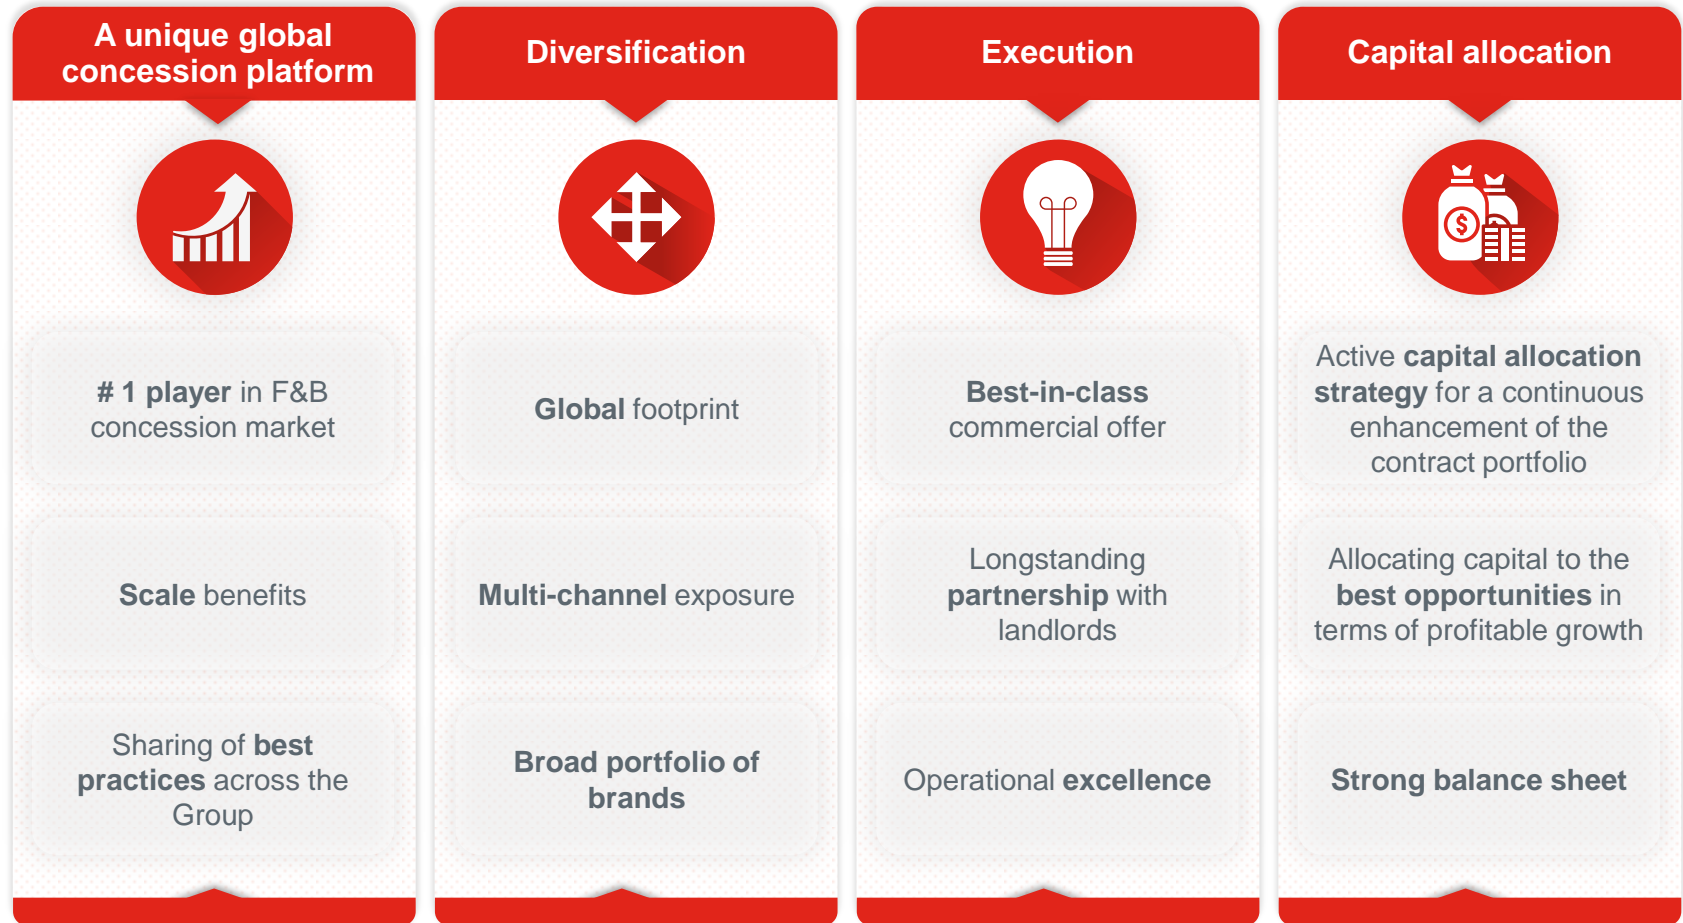 A unique global
concession platform
# 1 player in F&B
concession market
Scale benefits
Sharing of best
practices across the
Group
Diversification
Global footprint
Multi-channel exposure
Broad portfolio of
brands
Execution
Best-in-class
commercial offer
Longstanding
partnership with
landlords
Operational excellence
Capital allocation
$
Active capital allocation
strategy for a continuous
enhancement of the
contract portfolio
Allocating capital to the
best opportunities in
terms of profitable growth
Strong balance sheet